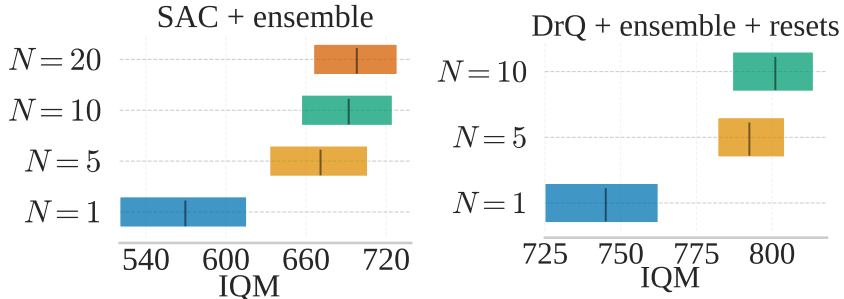 SAC + ensemble
N = 20
N = 10
N = 5
N = 1
540 600 660 720
IQM
DrQ + ensemble + resets
N = 10
N = 5
N = 1
725 750 775 800
IQM